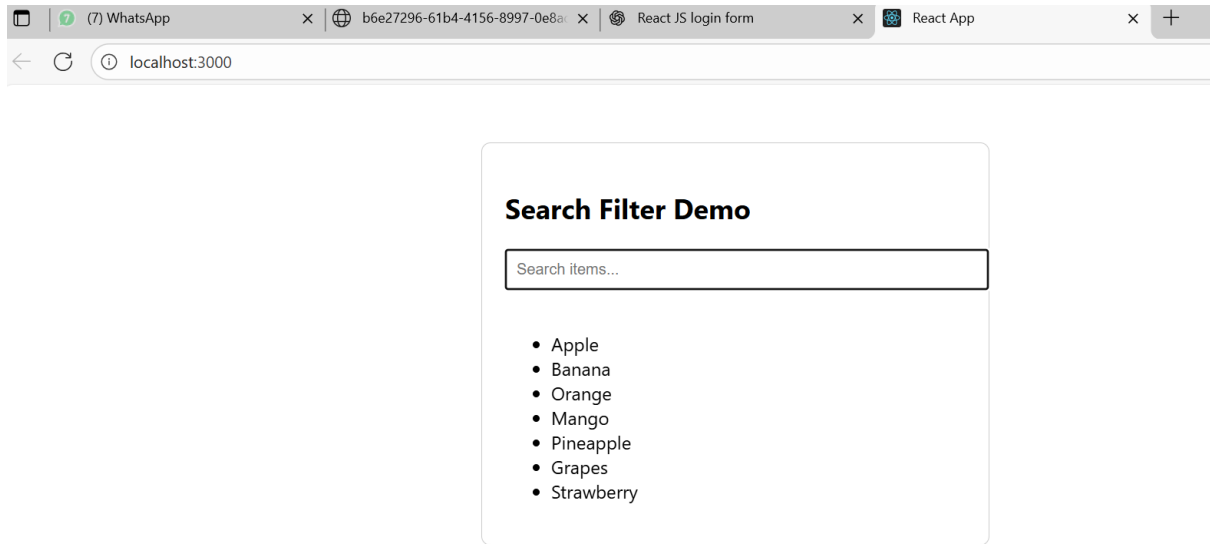 7 (7) WhatsApp b6e27296-61b4-4156-8997-0e8a React JS login form React App
localhost:3000
Search Filter Demo
Search items...
Apple
Banana
Orange
Mango
Pineapple
Grapes
Strawberry